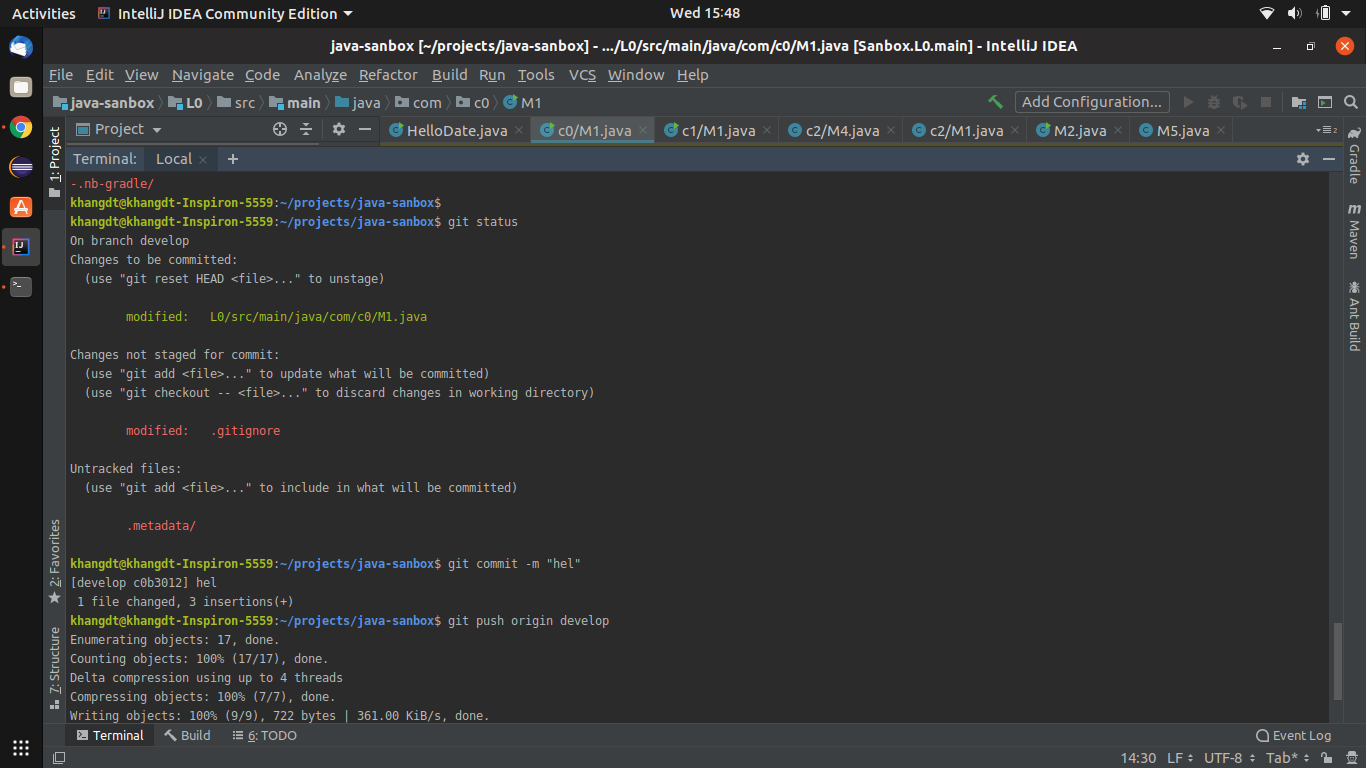 Activities IntelliJ IDEA Community Edition Wed 15:48
java-sanbox [~/projects/java-sanbox] - .../L0/src/main/java/com/c0/M1.java [Sanbox.L0.main] - IntelliJ IDEA
File Edit View Navigate Code Analyze Refactor Build Run Tools VCS Window Help
java-sanbox L0 src main java com c0 M1 Add Configuration...
Project HelloDate.java c0/M1.java c1/M1.java c2/M4.java c2/M1.java M2.java M5.java
Terminal: Local +
-.nb-gradle/
khangdt@khangdt-Inspiron-5559:~/projects/java-sanbox$
khangdt@khangdt-Inspiron-5559:~/projects/java-sanbox$ git status
On branch develop
Changes to be committed:
(use "git reset HEAD <file>..." to unstage)
modified: L0/src/main/java/com/c0/M1.java
Changes not staged for commit:
(use "git add <file>..." to update what will be committed)
(use "git checkout -- <file>..." to discard changes in working directory)
modified: .gitignore
Untracked files:
(use "git add <file>..." to include in what will be committed)
.metadata/
khangdt@khangdt-Inspiron-5559:~/projects/java-sanbox$ git commit -m "hel"
[develop c0b3012] hel
1 file changed, 3 insertions(+)
khangdt@khangdt-Inspiron-5559:~/projects/java-sanbox$ git push origin develop
Enumerating objects: 17, done.
Counting objects: 100% (17/17), done.
Delta compression using up to 4 threads
Compressing objects: 100% (7/7), done.
Writing objects: 100% (9/9), 722 bytes | 361.00 KiB/s, done.
1: Project
2: Favorites
7: Structure
Gradle
Maven
Ant Build
Terminal Build 6: TODO Event Log
14:30 LF UTF-8 Tab*